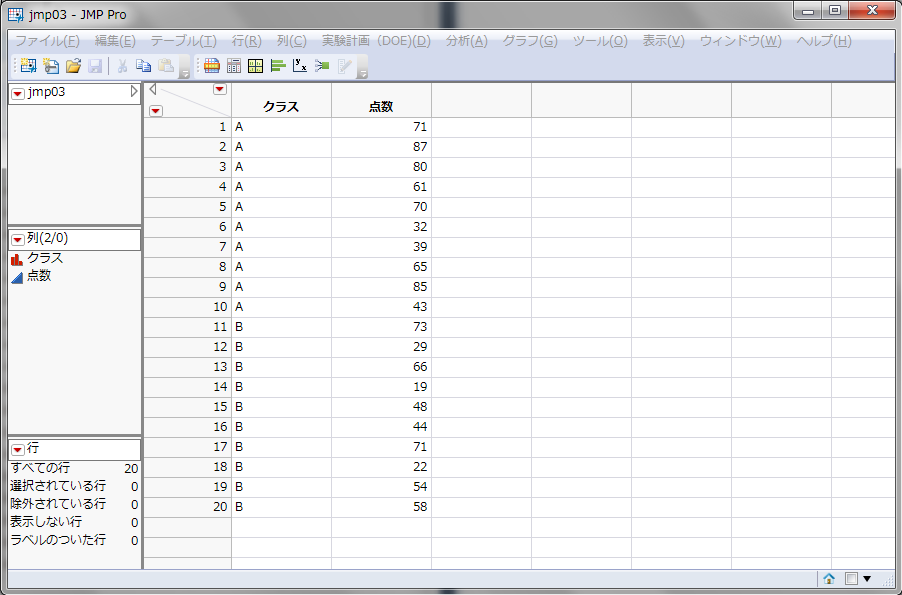 jmp03 - JMP Pro
ファイル(F) 編集(E) テーブル(T) 行(R) 列(C) 実験計画 (DOE)(D) 分析(A) グラフ(G) ツール(O) 表示(V) ウィンドウ(W) ヘルプ(H)
jmp03
列(2/0)
クラス
点数
行
すべての行 20
選択されている行 0
除外されている行 0
表示しない行 0
ラベルのついた行 0
クラス 点数
1 A 71
2 A 87
3 A 80
4 A 61
5 A 70
6 A 32
7 A 39
8 A 65
9 A 85
10 A 43
11 B 73
12 B 29
13 B 66
14 B 19
15 B 48
16 B 44
17 B 71
18 B 22
19 B 54
20 B 58